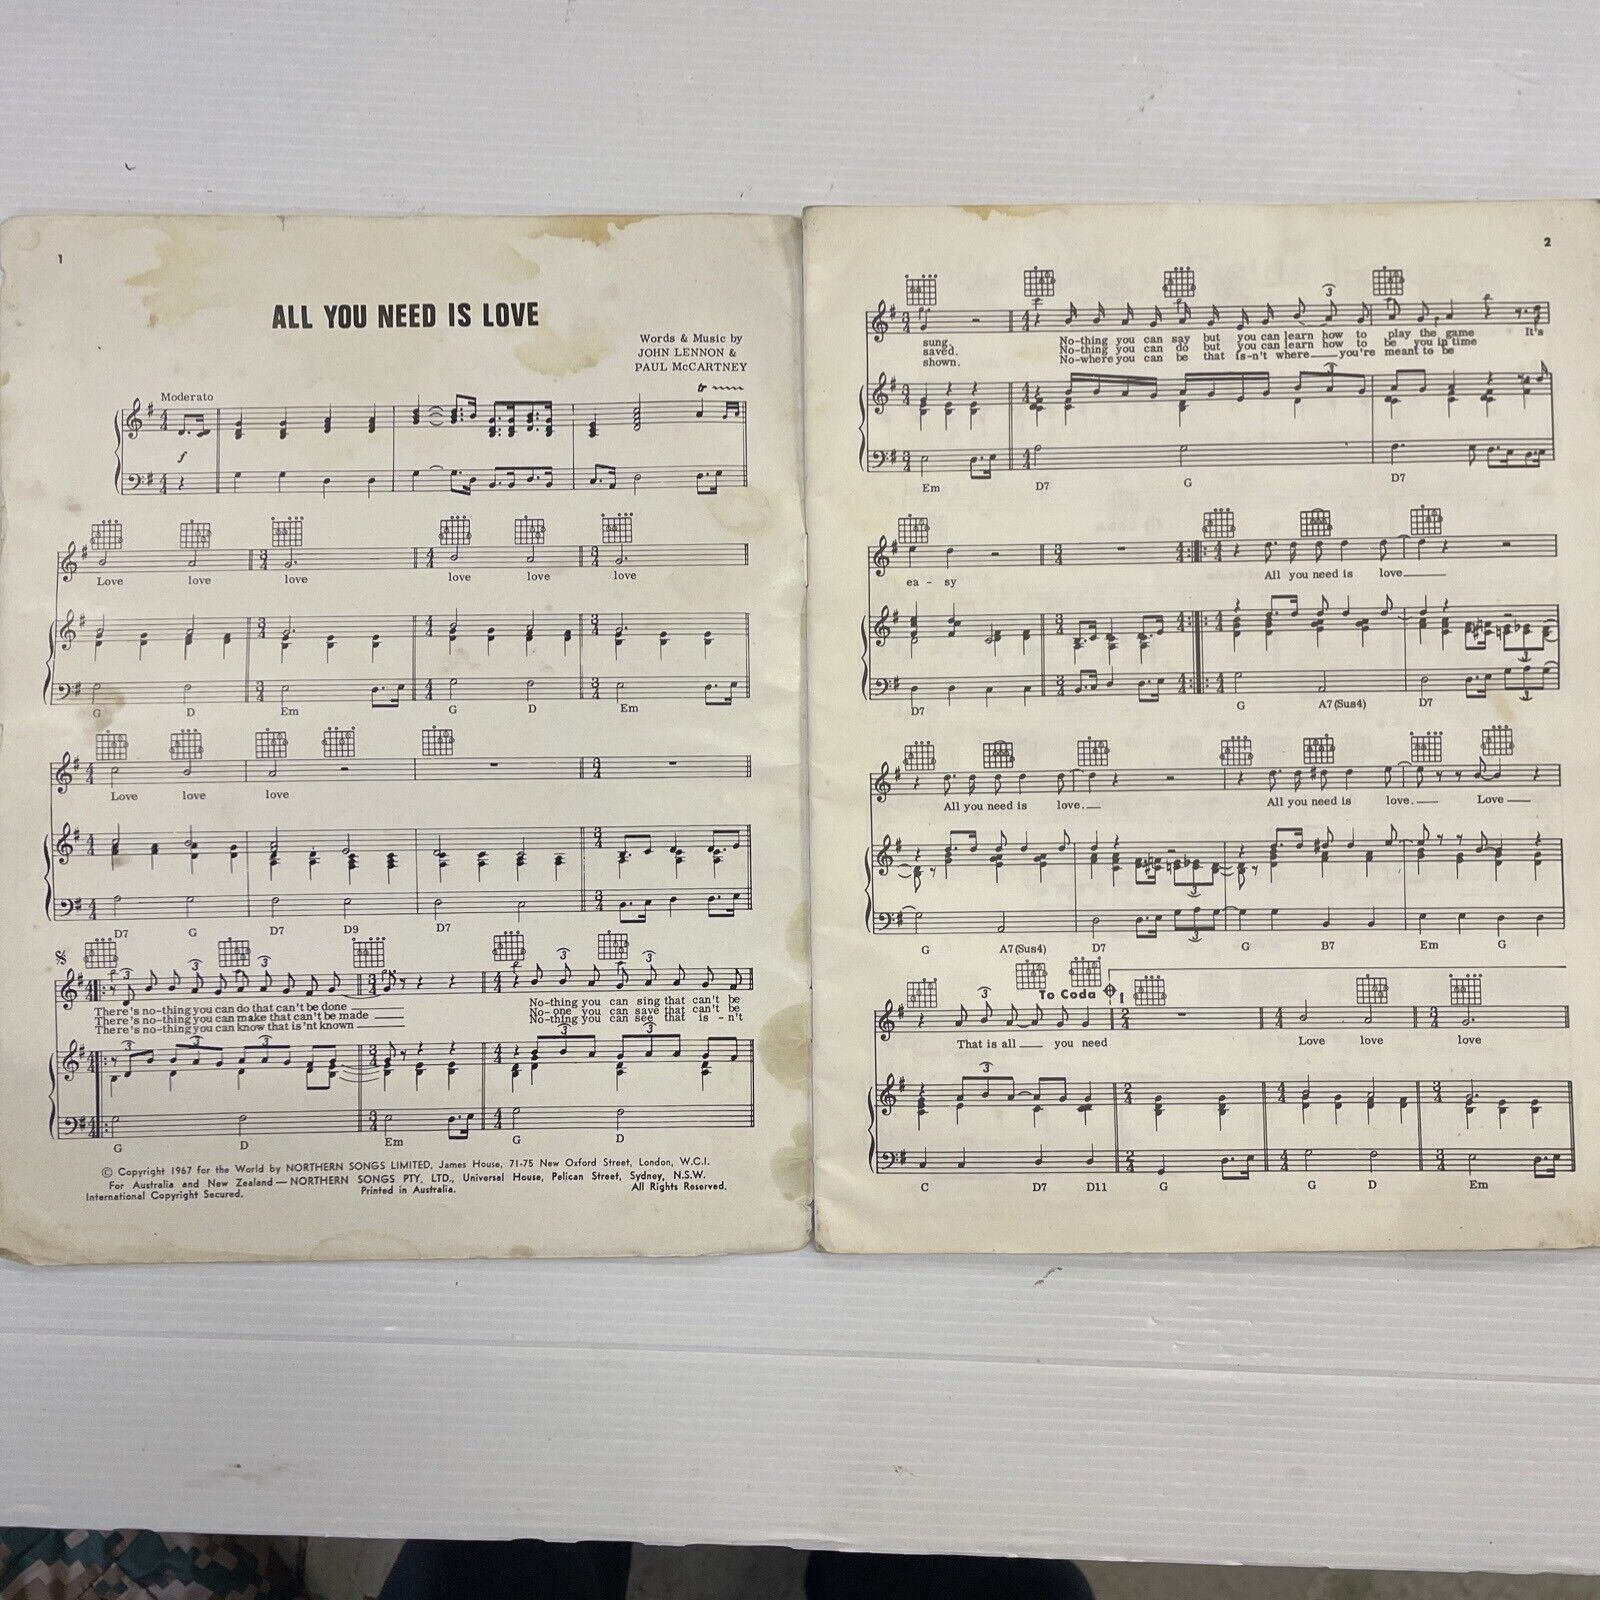 1
ALL YOU NEED IS LOVE
Words & Music by
JOHN LENNON &
PAUL McCARTNEY
Moderato
f
Love love love love love love
G D Em G D Em
Love love love
D7 G D7 D9 D7
3 3 3 3
There's no-thing you can do that can't be done
There's no-thing you can make that can't be made
There's no-thing you can know that is'nt known
No-thing you can sing that can't be
No-one you can save that can't be
No-thing you can see that is - n't
G D Em G D
© Copyright 1967 for the World by NORTHERN SONGS LIMITED, James House, 71-75 New Oxford Street, London, W.C.1.
For Australia and New Zealand — NORTHERN SONGS PTY, LTD., Universal House, Pelican Street, Sydney, N.S.W.
International Copyright Secured. Printed in Australia. All Rights Reserved.
2
3
sung, No-thing you can say but you can learn how to play the game It's
saved. No-thing you can do but you can learn how to be you in time
shown. No-where you can be that is-n't where you're meant to be
Em D7 G D7
ea - sy All you need is love
D7 G A7(Sus4) D7
All you need is love. All you need is love. Love
G A7(Sus4) D7 G B7 Em G
To Coda 1
That is all you need Love love love
C D7 D11 G G D Em